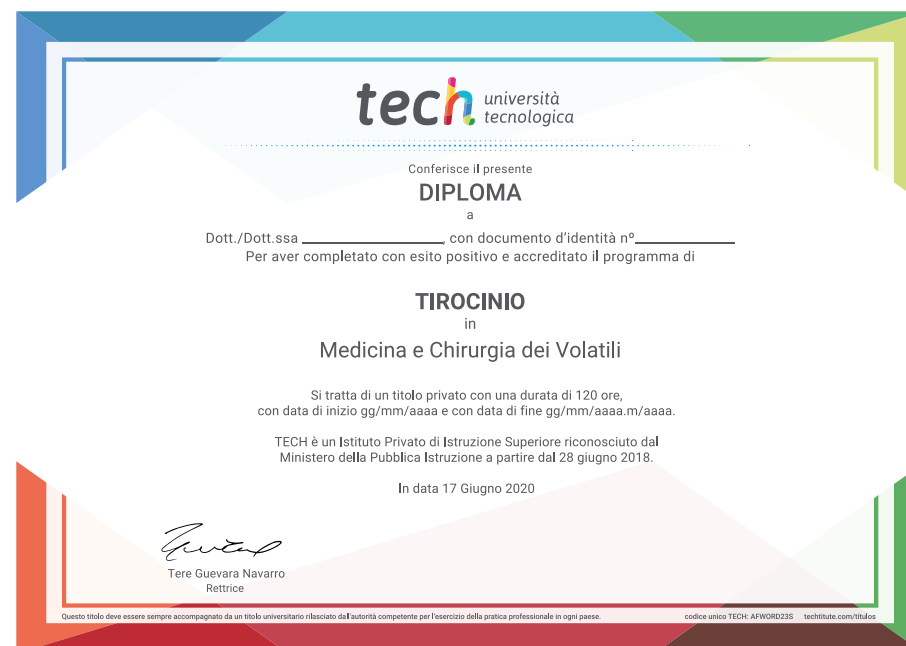 tech università
tecnologica
Conferisce il presente
DIPLOMA
a
Dott./Dott.ssa ____________________, con documento d'identità nº______________
Per aver completato con esito positivo e accreditato il programma di
TIROCINIO
in
Medicina e Chirurgia dei Volatili
Si tratta di un titolo privato con una durata di 120 ore,
con data di inizio gg/mm/aaaa e con data di fine gg/mm/aaaa.m/aaaa.
TECH è un Istituto Privato di Istruzione Superiore riconosciuto dal
Ministero della Pubblica Istruzione a partire dal 28 giugno 2018.
In data 17 Giugno 2020
Tere Guevara Navarro
Rettrice
Questo titolo deve essere sempre accompagnato da un titolo universitario rilasciato dall'autorità competente per l'esercizio della pratica professionale in ogni paese.
codice unico TECH: AFWORD23S techtitute.com/titulos